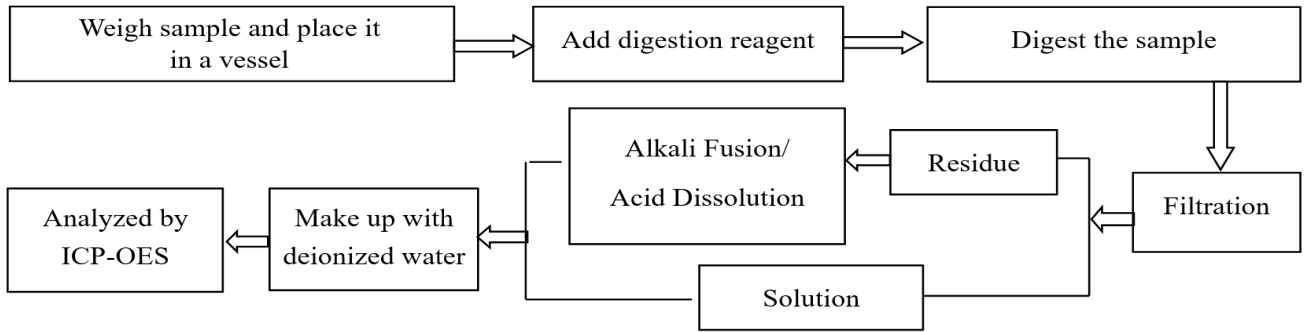 Weigh sample and place it
in a vessel
Add digestion reagent
Digest the sample
Filtration
Residue
Alkali Fusion/
Acid Dissolution
Solution
Make up with
deionized water
Analyzed by
ICP-OES